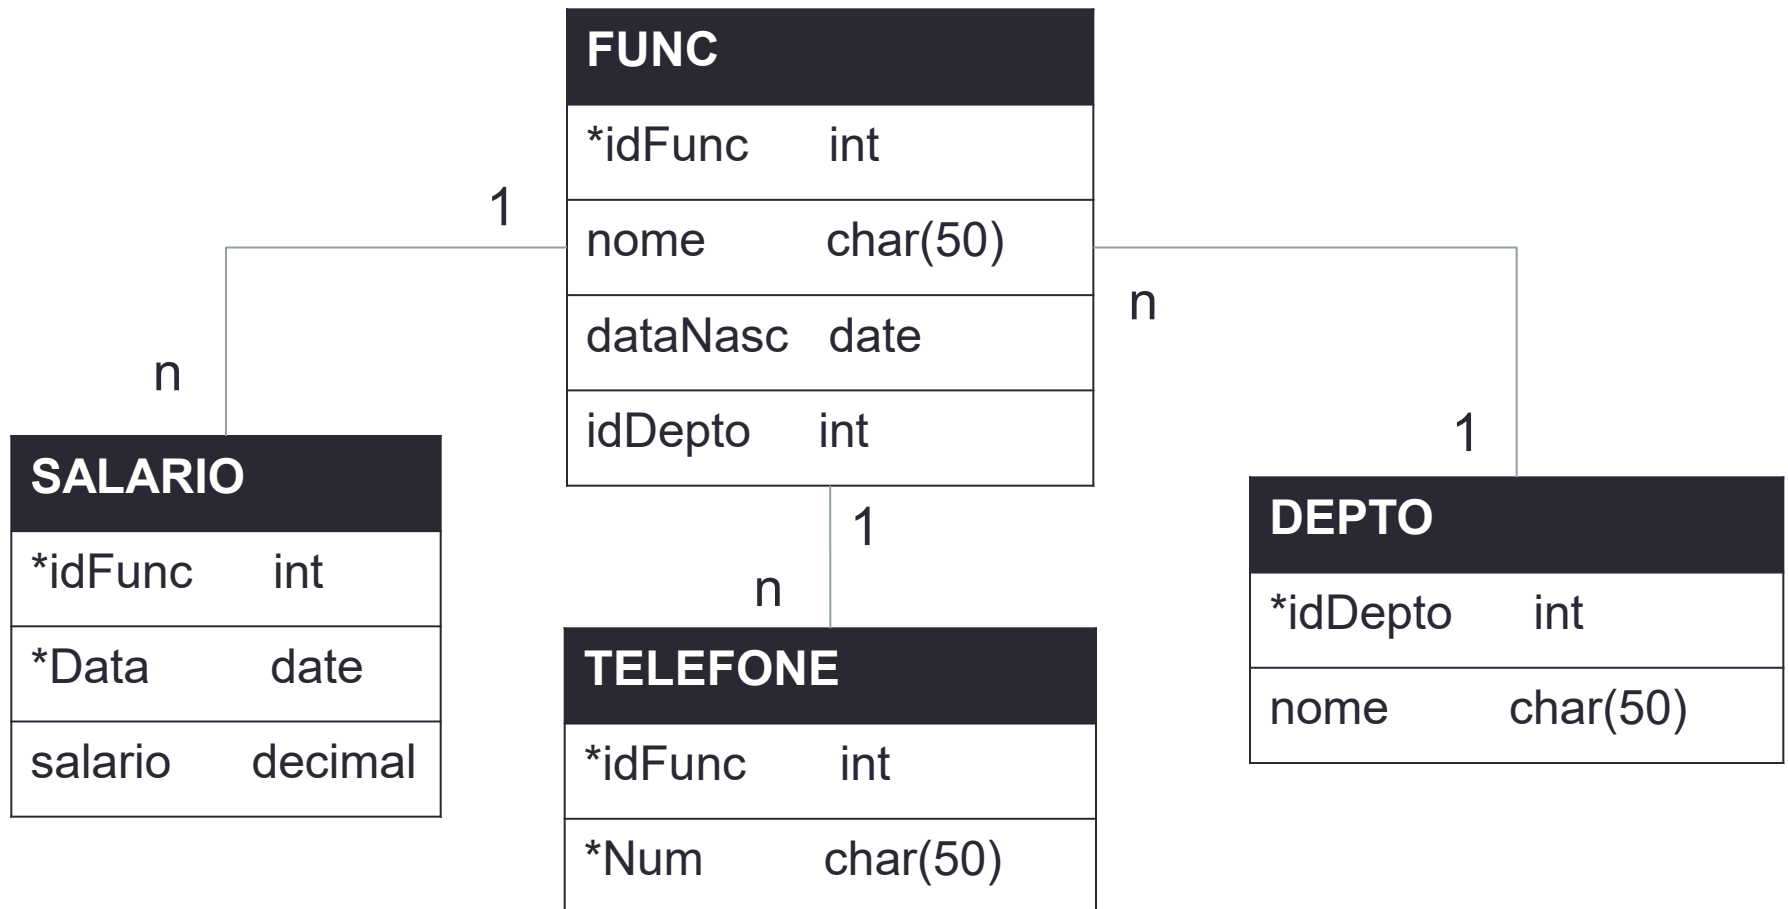 FUNC
*idFunc int
nome char(50)
dataNasc date
idDepto int
1
n
n
1
1
n
SALARIO
*idFunc int
*Data date
salario decimal
TELEFONE
*idFunc int
*Num char(50)
DEPTO
*idDepto int
nome char(50)